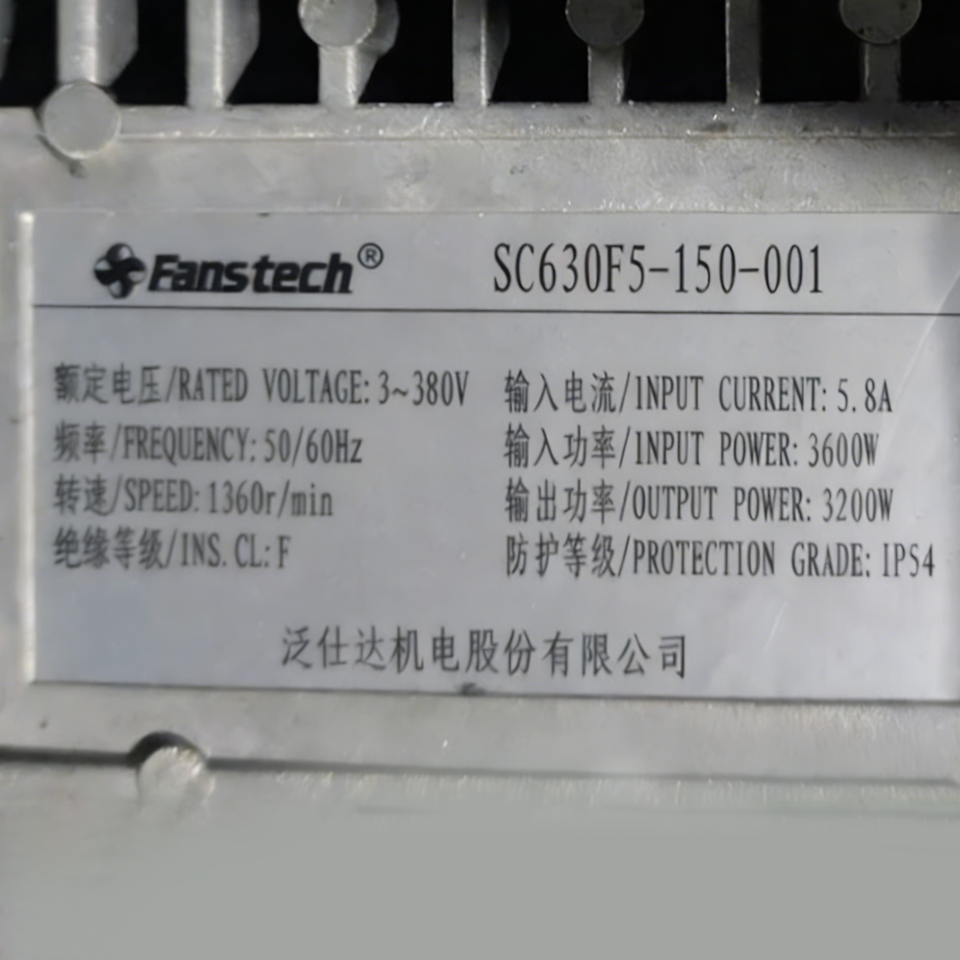 Fanstech® SC630F5-150-001
额定电压/RATED VOLTAGE: 3~380V 输入电流/INPUT CURRENT: 5.8A
频率/FREQUENCY: 50/60Hz 输入功率/INPUT POWER: 3600W
转速/SPEED: 1360r/min 输出功率/OUTPUT POWER: 3200W
绝缘等级/INS. CL: F 防护等级/PROTECTION GRADE: IP54
泛仕达机电股份有限公司